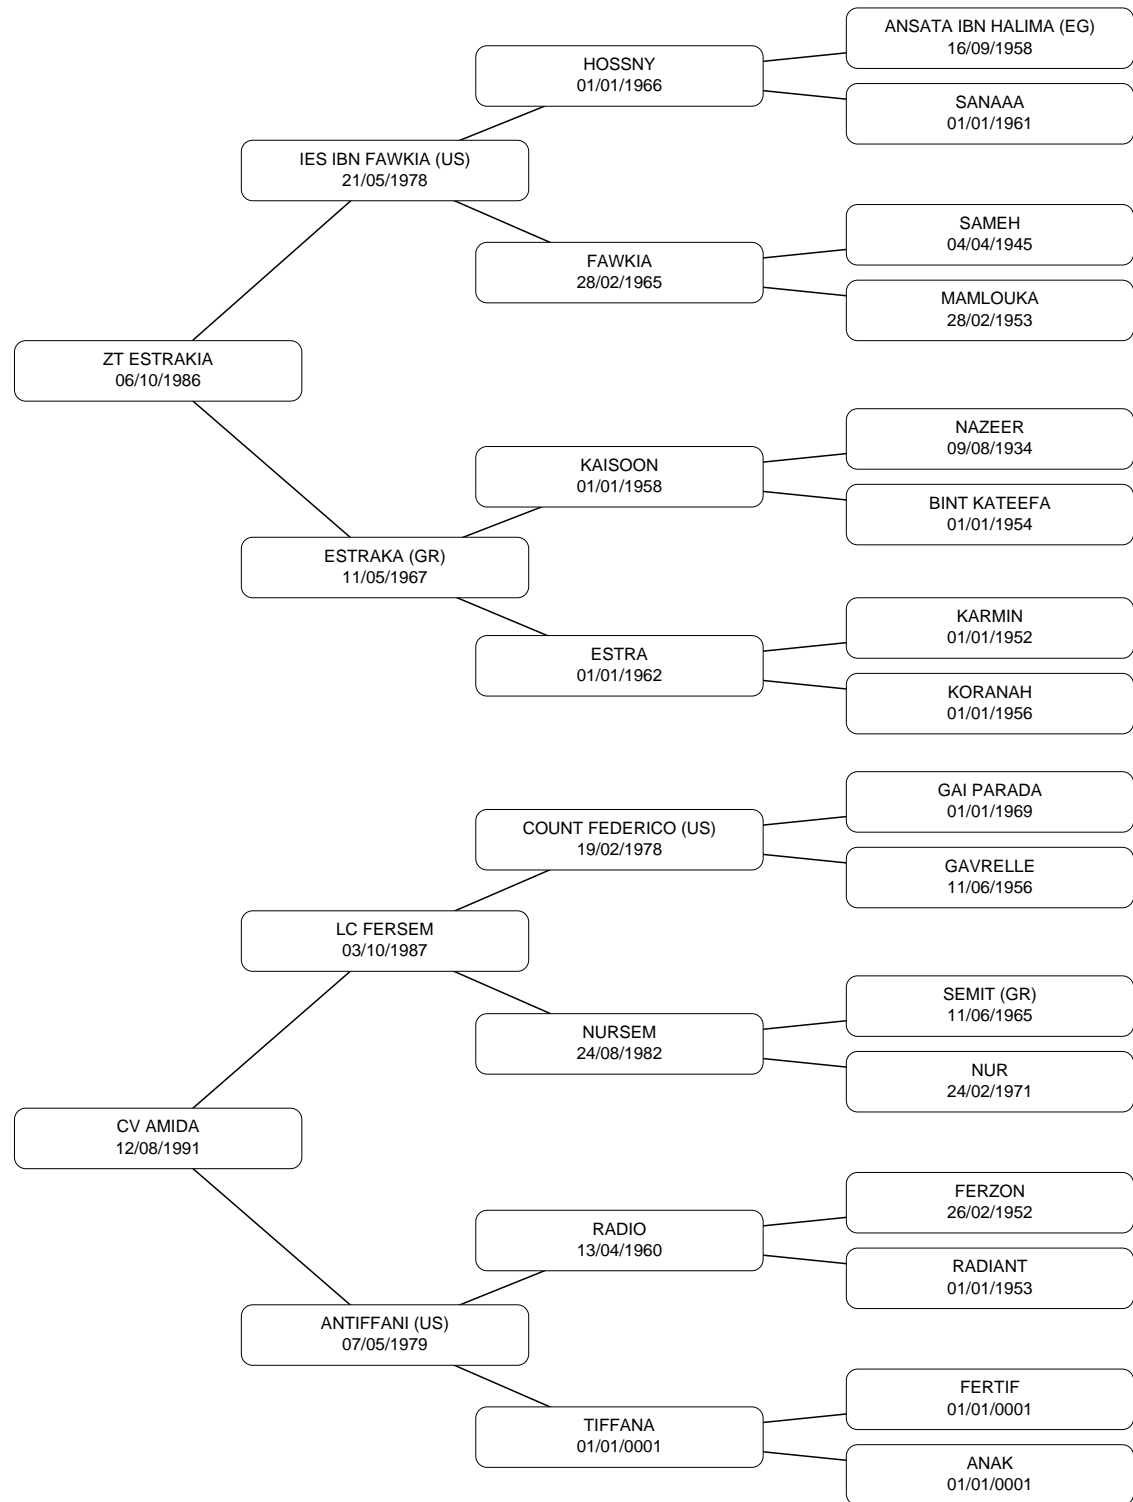 ANSATA IBN HALIMA (EG)
16/09/1958
HOSSNY
01/01/1966
SANAAA
01/01/1961
IES IBN FAWKIA (US)
21/05/1978
SAMEH
04/04/1945
FAWKIA
28/02/1965
MAMLOUKA
28/02/1953
ZT ESTRAKIA
06/10/1986
NAZEER
09/08/1934
KAISOON
01/01/1958
BINT KATEEFA
01/01/1954
ESTRAKA (GR)
11/05/1967
KARMIN
01/01/1952
ESTRA
01/01/1962
KORANAH
01/01/1956
GAI PARADA
01/01/1969
COUNT FEDERICO (US)
19/02/1978
GAVRELLE
11/06/1956
LC FERSEM
03/10/1987
SEMIT (GR)
11/06/1965
NURSEM
24/08/1982
NUR
24/02/1971
CV AMIDA
12/08/1991
FERZON
26/02/1952
RADIO
13/04/1960
RADIANT
01/01/1953
ANTIFFANI (US)
07/05/1979
FERTIF
01/01/0001
TIFFANA
01/01/0001
ANAK
01/01/0001